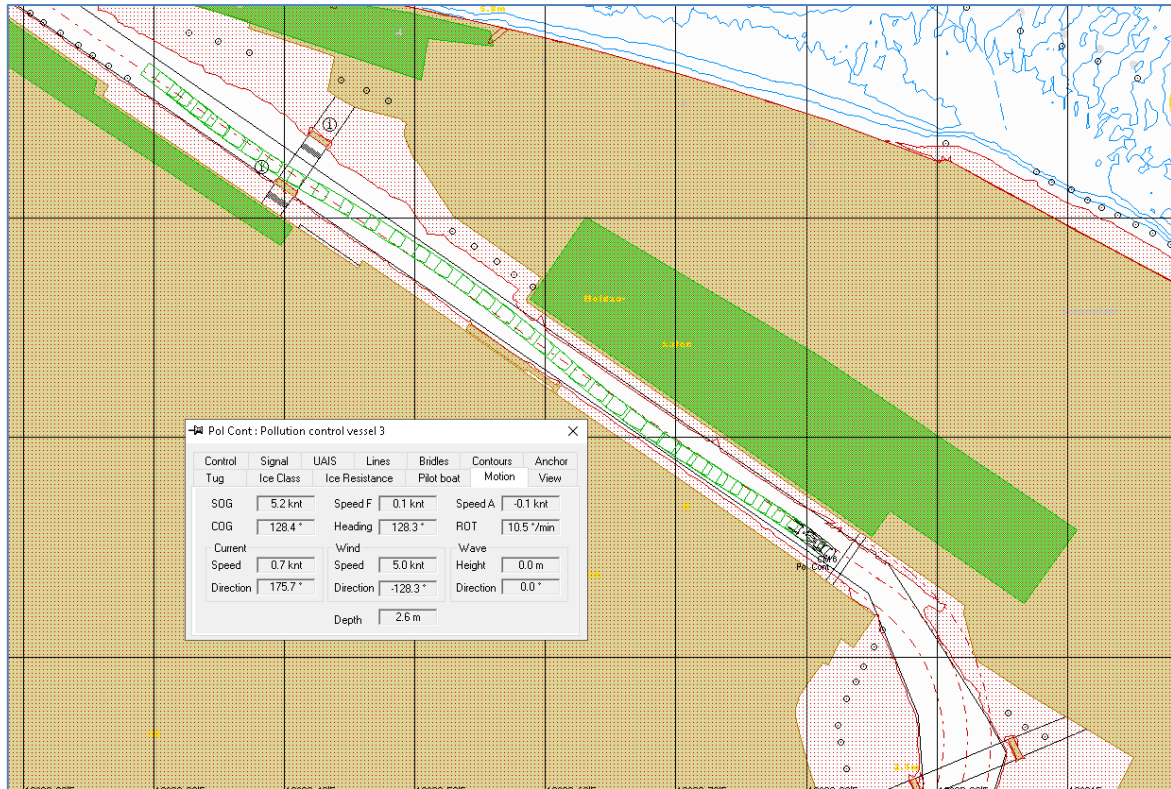 Moldau-
hafen
Pol Cont : Pollution control vessel 3
Control Signal UAIS Lines Bridles Contours Anchor
Tug Ice Class Ice Resistance Pilot boat Motion View
SOG 5.2 knt Speed F 0.1 knt Speed A -0.1 knt
COG 128.4 ° Heading 128.3 ° ROT 10.5 °/min
Current Wind Wave
Speed 0.7 knt Speed 5.0 knt Height 0.0 m
Direction 175.7 ° Direction -128.3 ° Direction 0.0 °
Depth 2.6 m
Pol Cont